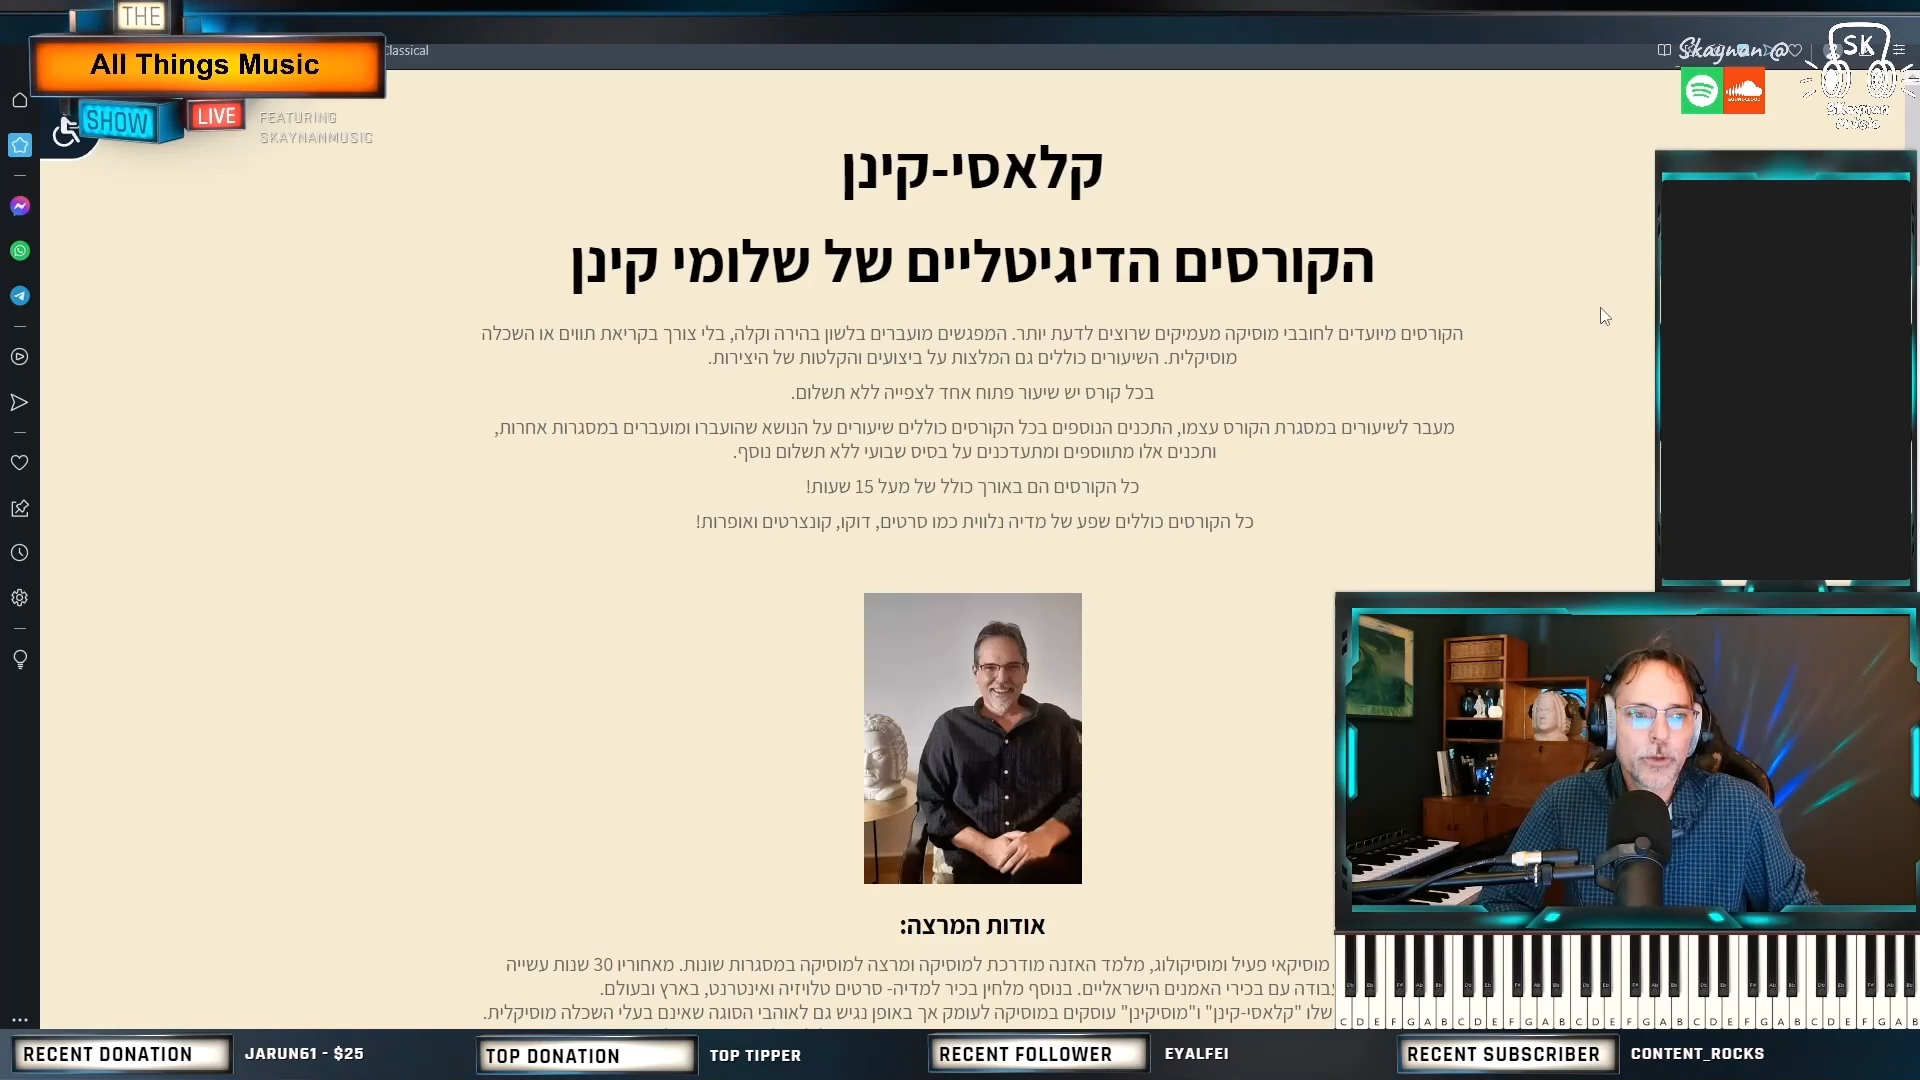 THE
All Things Music
SHOW
LIVE
FEATURING
SKAYNANMUSIC
Classical
Skaynan @
SK
Skaynan
Music
SOUNDCLOUD
קלאסי-קינן
הקורסים הדיגיטליים של שלומי קינן
הקורסים מיועדים לחובבי מוסיקה מעמיקים שרוצים לדעת יותר. המפגשים מועברים בלשון בהירה וקלה, בלי צורך בקריאת תווים או השכלה
מוסיקלית. השיעורים כוללים גם המלצות על ביצועים והקלטות של היצירות.
בכל קורס יש שיעור פתוח אחד לצפייה ללא תשלום.
מעבר לשיעורים במסגרת הקורס עצמו, התכנים הנוספים בכל הקורסים כוללים שיעורים על הנושא שהועברו ומועברים במסגרות אחרות,
ותכנים אלו מתווספים ומתעדכנים על בסיס שבועי ללא תשלום נוסף.
כל הקורסים הם באורך כולל של מעל 15 שעות!
כל הקורסים כוללים שפע של מדיה נלווית כמו סרטים, דוקו, קונצרטים ואופרות!
אודות המרצה:
מוסיקאי פעיל ומוסיקולוג, מלמד האזנה מודרכת למוסיקה ומרצה למוסיקה במסגרות שונות. מאחוריו 30 שנות עשייה
עבודה עם בכירי האמנים הישראליים. בנוסף מלחין בכיר למדיה- סרטים טלויזיה ואינטרנט, בארץ ובעולם.
שלו "קלאסי-קינן" ו"מוסיקינן" עוסקים במוסיקה לעומק אך באופן נגיש גם לאוהבי הסוגה שאינם בעלי השכלה מוסיקלית.
C D E F G A B C D E F G A B C D E F G A B C D E F G A B C D E F G A B
RECENT DONATION
JARUN61 - $25
TOP DONATION
TOP TIPPER
RECENT FOLLOWER
EYALFEI
RECENT SUBSCRIBER
CONTENT_ROCKS